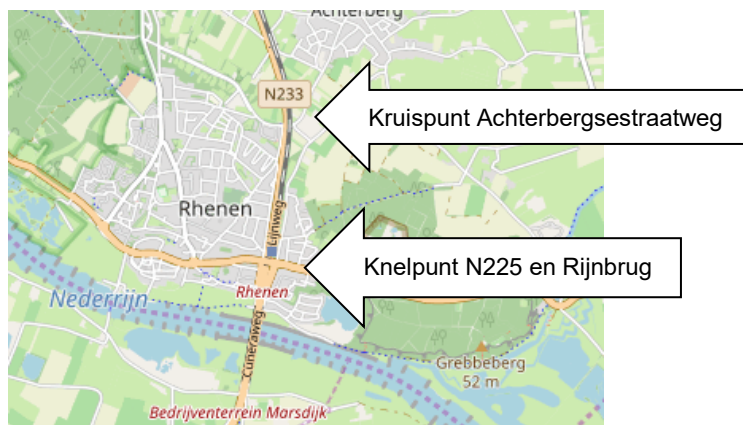 Achterberg
N233
Kruispunt Achterbergsestraatweg
Rhenen
Lijnweg
Knelpunt N225 en Rijnbrug
Rhenen
Nederrijn
Cuneraweg
Grebbeberg
52 m
Bedrijventerrein Marsdijk